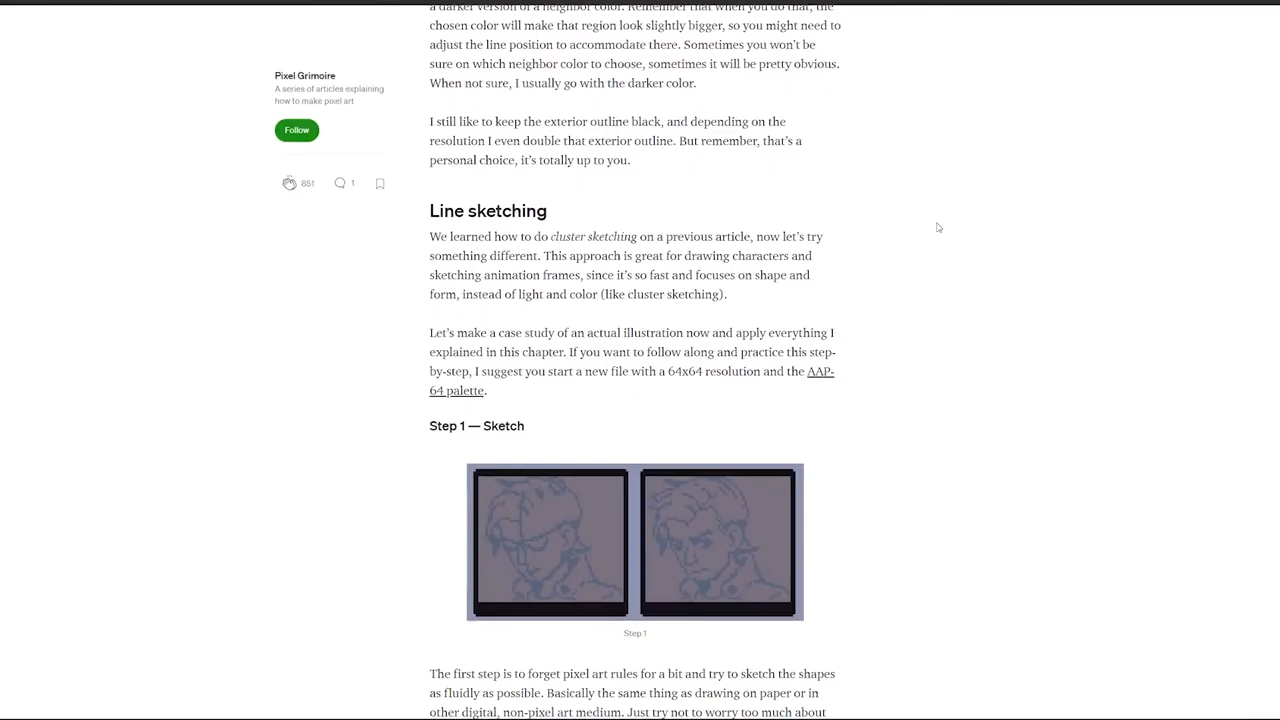 a darker version of a neighbor color. Remember that when you do that, the
chosen color will make that region look slightly bigger, so you might need to
adjust the line position to accommodate there. Sometimes you won't be
sure on which neighbor color to choose, sometimes it will be pretty obvious.
When not sure, I usually go with the darker color.
Pixel Grimoire
A series of articles explaining
how to make pixel art
Follow
851
1
I still like to keep the exterior outline black, and depending on the
resolution I even double that exterior outline. But remember, that's a
personal choice, it's totally up to you.
Line sketching
We learned how to do cluster sketching on a previous article, now let's try
something different. This approach is great for drawing characters and
sketching animation frames, since it's so fast and focuses on shape and
form, instead of light and color (like cluster sketching).
Let's make a case study of an actual illustration now and apply everything I
explained in this chapter. If you want to follow along and practice this step-
by-step, I suggest you start a new file with a 64x64 resolution and the AAP-
64 palette.
Step 1 — Sketch
Step 1
The first step is to forget pixel art rules for a bit and try to sketch the shapes
as fluidly as possible. Basically the same thing as drawing on paper or in
other digital, non-pixel art medium. Just try not to worry too much about